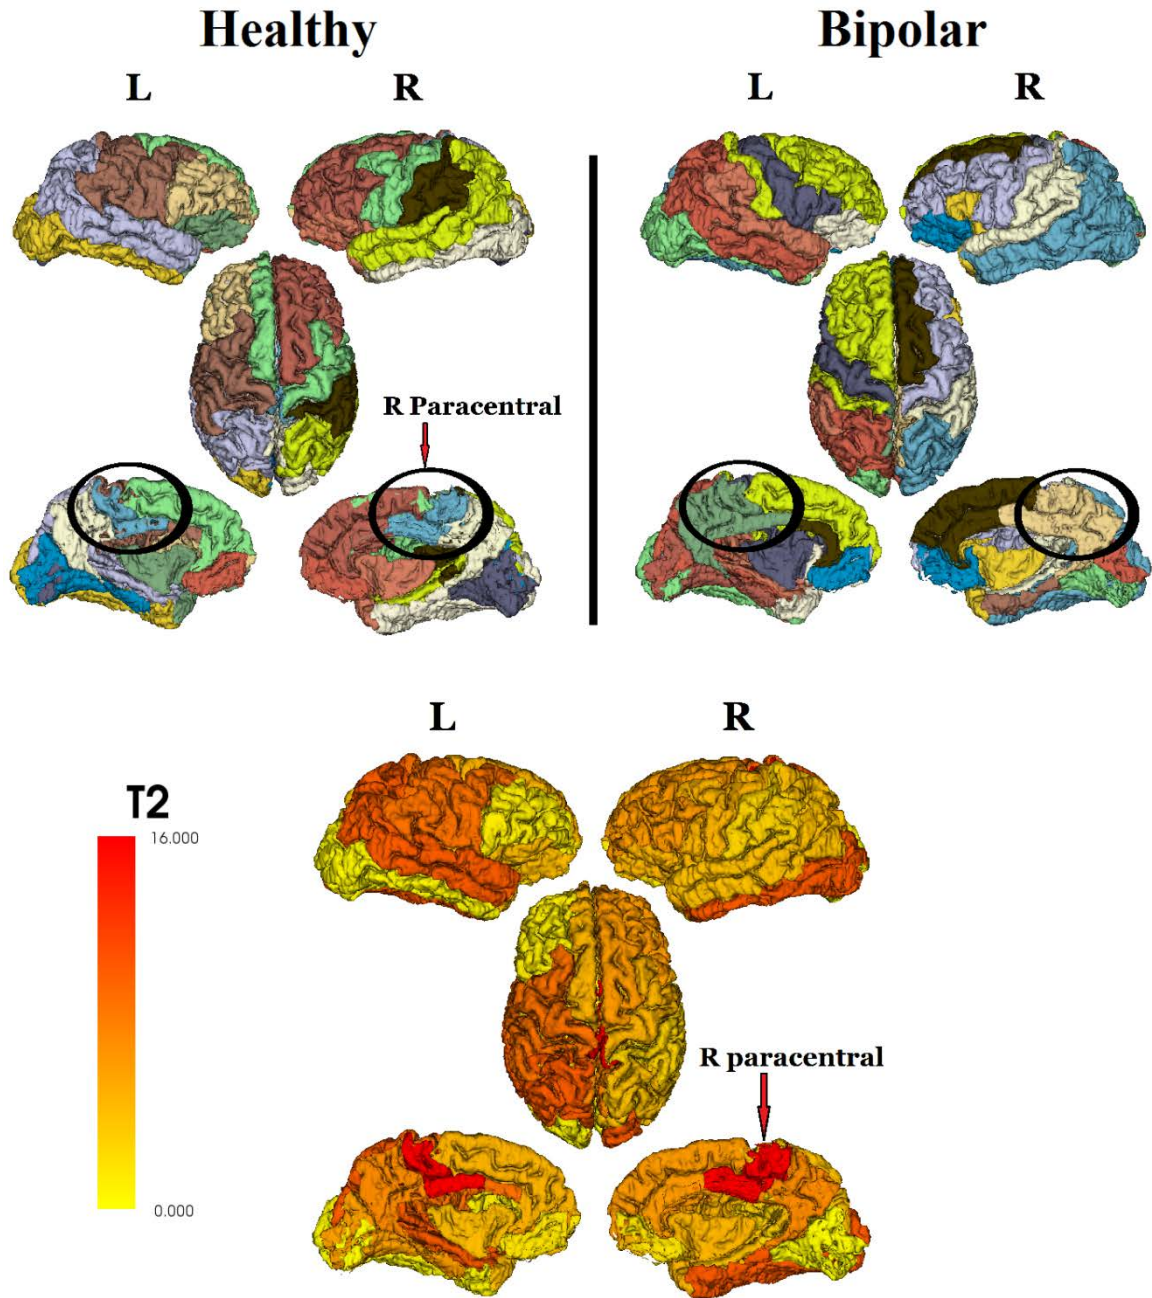 Healthy
Bipolar
L
R
L
R
R Paracentral
L
R
T2
16.000
0.000
R paracentral